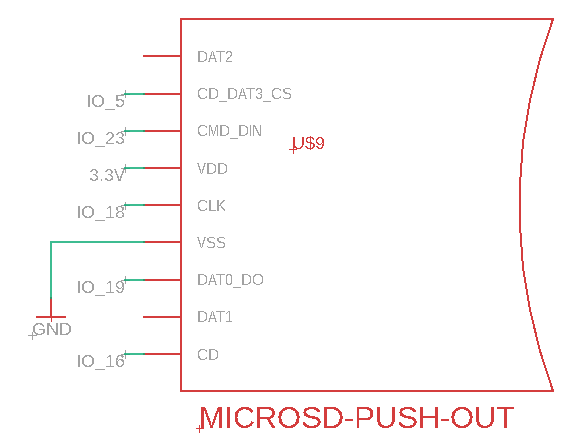 DAT2
IO_5 CD_DAT3_CS
IO_23 CMD_DIN
U$9
3.3V VDD
IO_18 CLK
VSS
IO_19 DAT0_DO
GND DAT1
IO_16 CD
MICROSD-PUSH-OUT